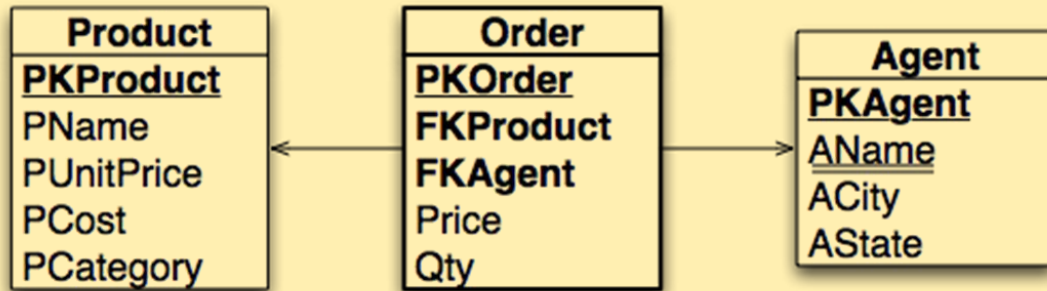 Product
PKProduct
PName
PUnitPrice
PCost
PCategory
Order
PKOrder
FKProduct
FKAgent
Price
Qty
Agent
PKAgent
AName
ACity
AState